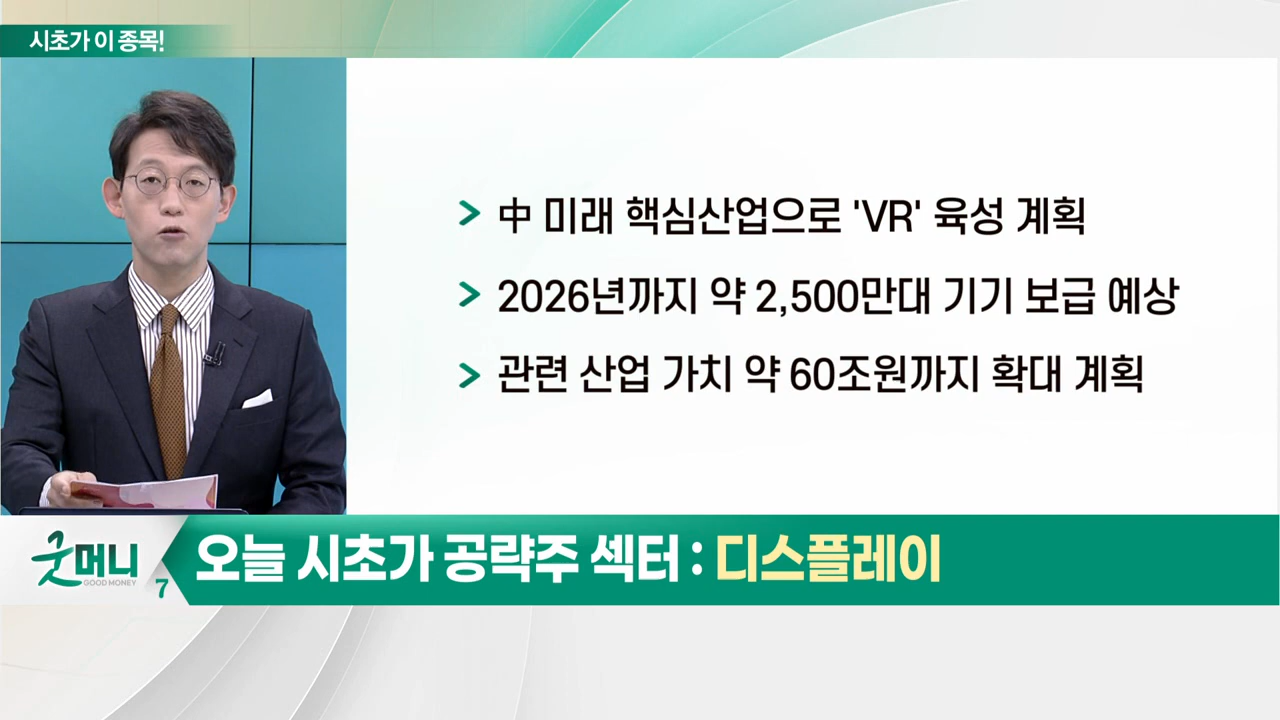 시초가 이 종목!
> 中 미래 핵심산업으로 'VR' 육성 계획
> 2026년까지 약 2,500만대 기기 보급 예상
> 관련 산업 가치 약 60조원까지 확대 계획
굿머니
GOOD MONEY
7
오늘 시초가 공략주 섹터 : 디스플레이